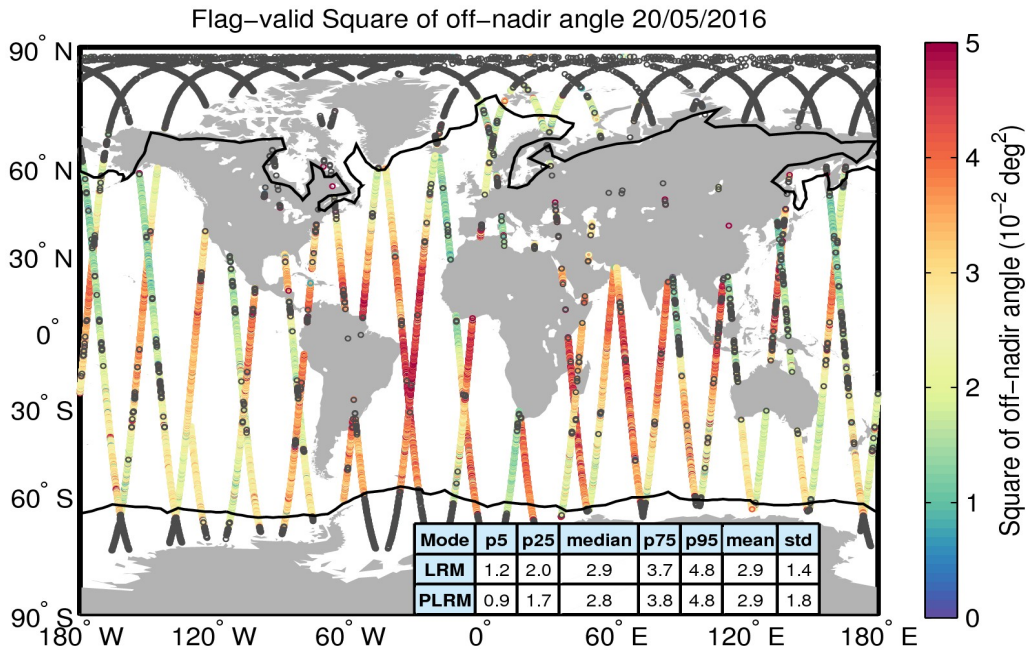 Flag−valid Square of off−nadir angle 20/05/2016
90° N
60° N
30° N
0°
30° S
60° S
90° S
180° W
120° W
60° W
0°
60° E
120° E
180° E
Mode p5 p25 median p75 p95 mean std
LRM 1.2 2.0 2.9 3.7 4.8 2.9 1.4
PLRM 0.9 1.7 2.8 3.8 4.8 2.9 1.8
5
4
3
2
1
0
Square of off−nadir angle (10⁻² deg²)